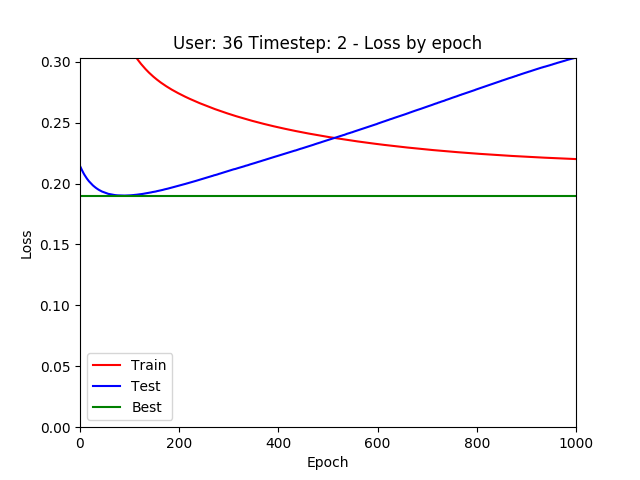 User: 36 Timestep: 2 - Loss by epoch
0.30
0.25
0.20
0.15
0.10
0.05
0.00
Loss
Train
Test
Best
0 200 400 600 800 1000
Epoch